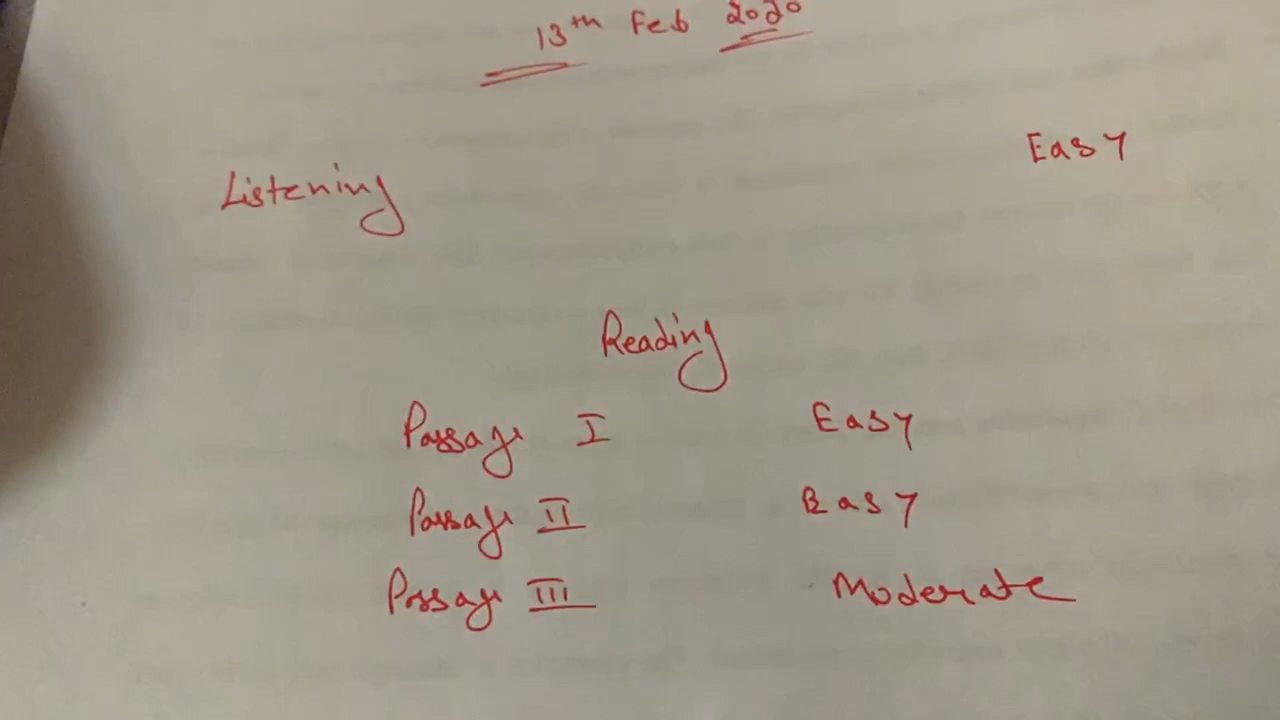 13th Feb 2020
Listening Easy
Reading
Passage I Easy
Passage II Easy
Passage III Moderate